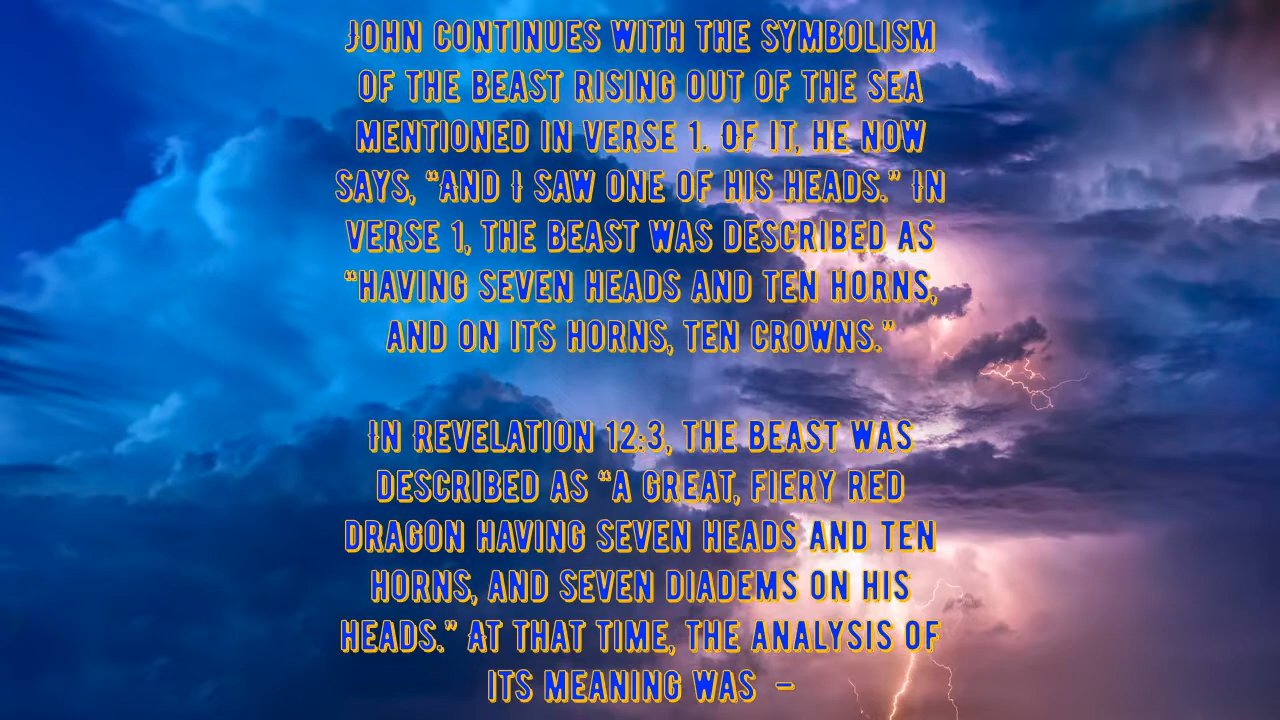 John continues with the symbolism
of the beast rising out of the sea
mentioned in verse 1. Of it, he now
says, “And I saw one of his heads.” In
verse 1, the beast was described as
“having seven heads and ten horns,
and on its horns, ten crowns.”
In Revelation 12:3, the beast was
described as “a great, fiery red
dragon having seven heads and ten
horns, and seven diadems on his
heads.” At that time, the analysis of
its meaning was –